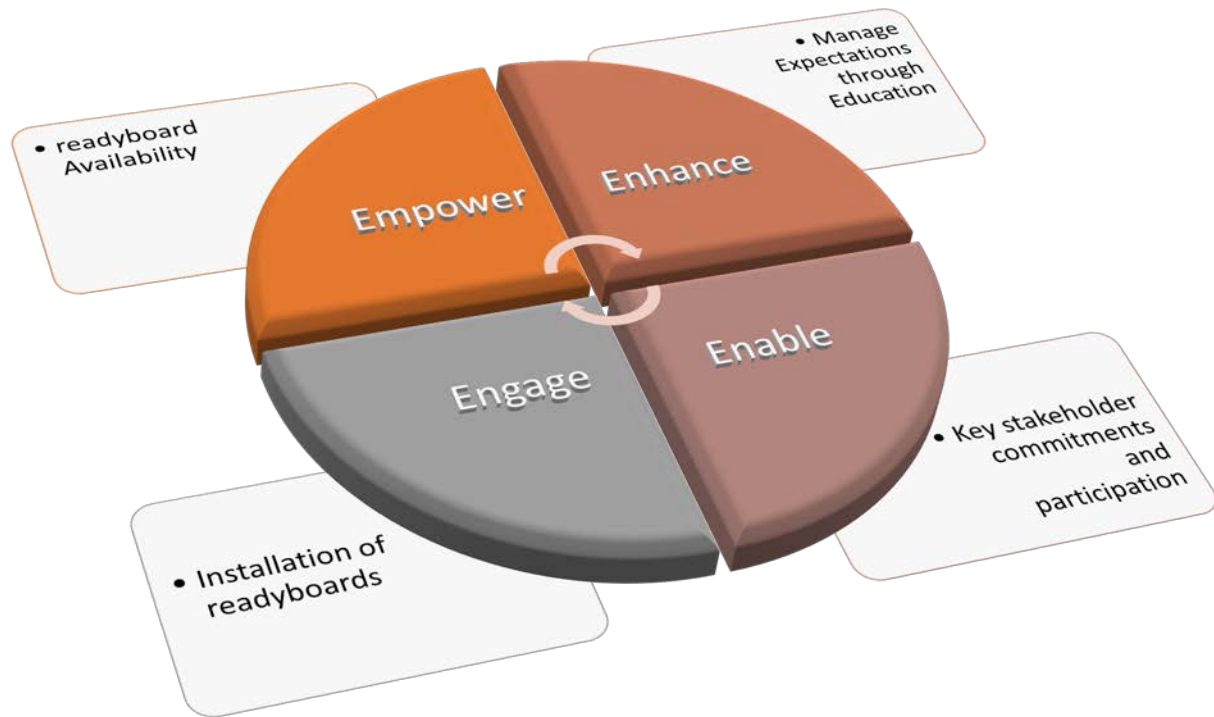 • readyboard
Availability
Empower
• Manage
Expectations
through
Education
Enhance
Engage
• Installation of
readyboards
Enable
• Key stakeholder
commitments
and
participation